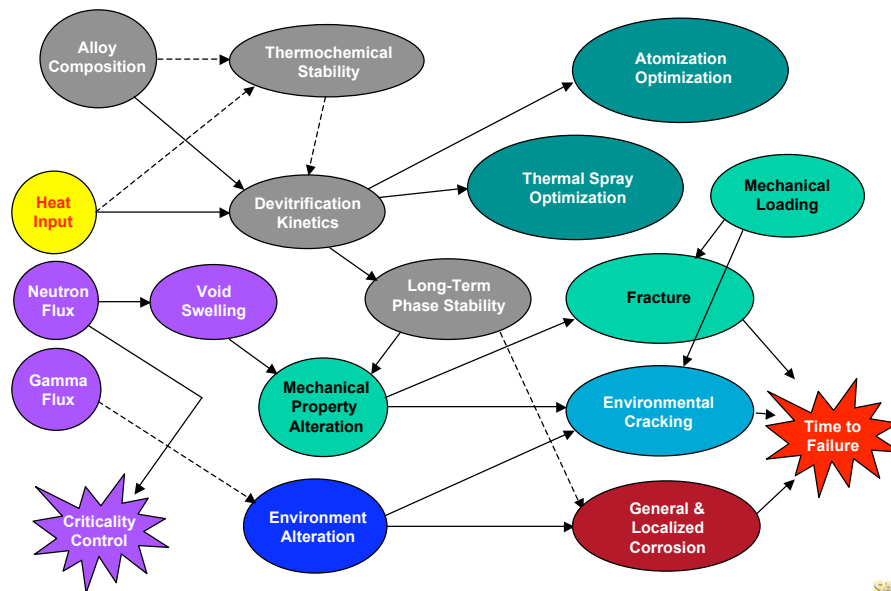 Alloy
Composition
Thermochemical
Stability
Atomization
Optimization
Heat
Input
Devitrification
Kinetics
Thermal Spray
Optimization
Mechanical
Loading
Neutron
Flux
Void
Swelling
Long-Term
Phase Stability
Fracture
Gamma
Flux
Mechanical
Property
Alteration
Environmental
Cracking
Time to
Failure
Criticality
Control
Environment
Alteration
General &
Localized
Corrosion